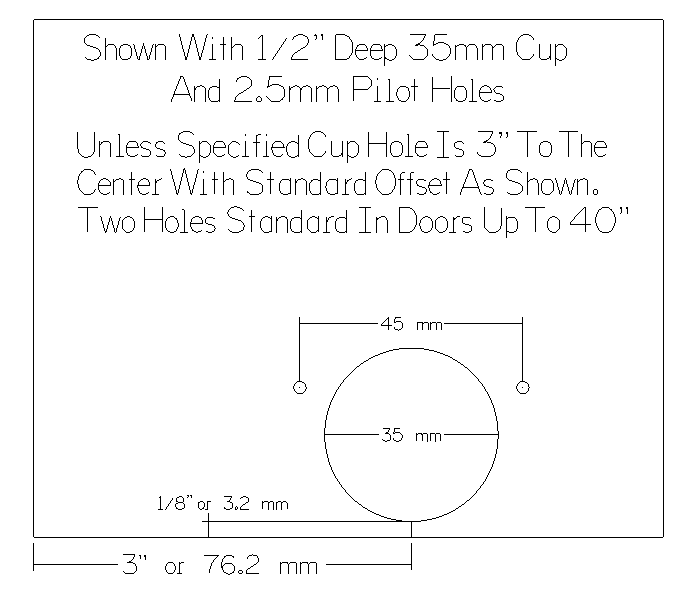 Shown With 1/2" Deep 35mm Cup
And 2.5mm Pilot Holes
Unless Specified Cup Hole Is 3" To The
Center With Standard Offset As Shown.
Two Holes Standard In Doors Up To 40"
45 mm
35 mm
1/8" or 3.2 mm
3" or 76.2 mm